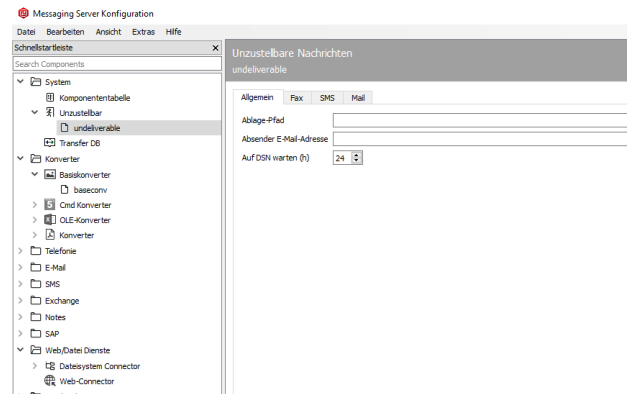 Messaging Server Konfiguration
Datei Bearbeiten Ansicht Extras Hilfe
Schnellstartleiste
Search Components
System
Komponententabelle
Unzustellbar
undeliverable
Transfer DB
Konverter
Basiskonverter
baseconv
Cmd Konverter
OLE-Konverter
Konverter
Telefonie
E-Mail
SMS
Exchange
Notes
SAP
Web/Datei Dienste
Dateisystem Connector
Web-Connector
Unzustellbare Nachrichten
undeliverable
Allgemein Fax SMS Mail
Ablage-Pfad
Absender E-Mail-Adresse
Auf DSN warten (h) 24